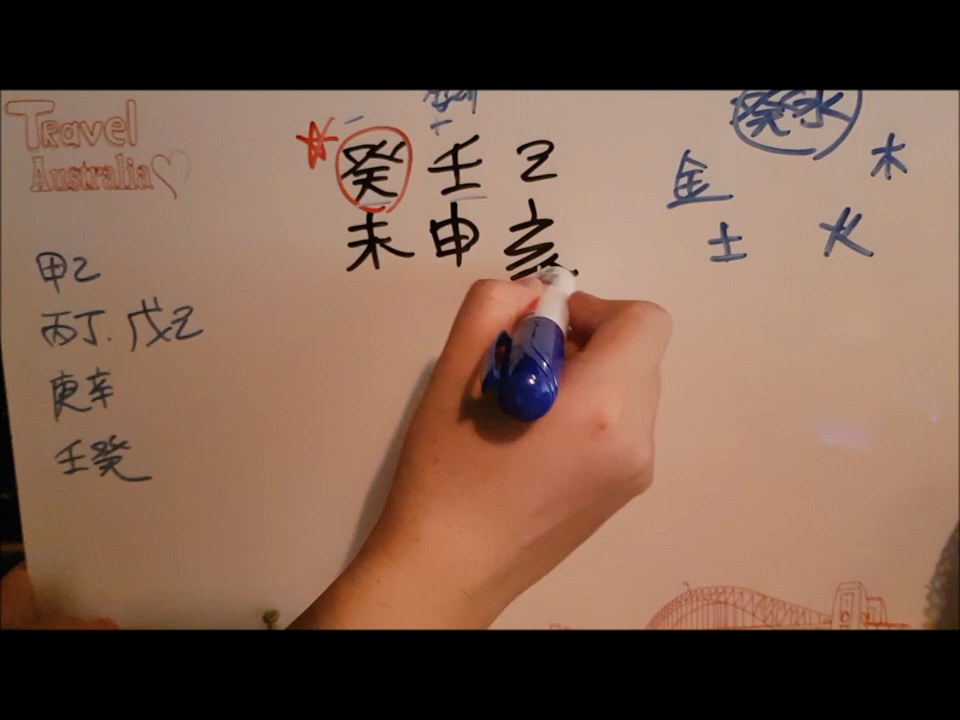 Travel
Australia
癸水
金 木
土 火
癸 壬 己
未 申 亥
甲乙
丙丁.戊己
庚辛
壬癸